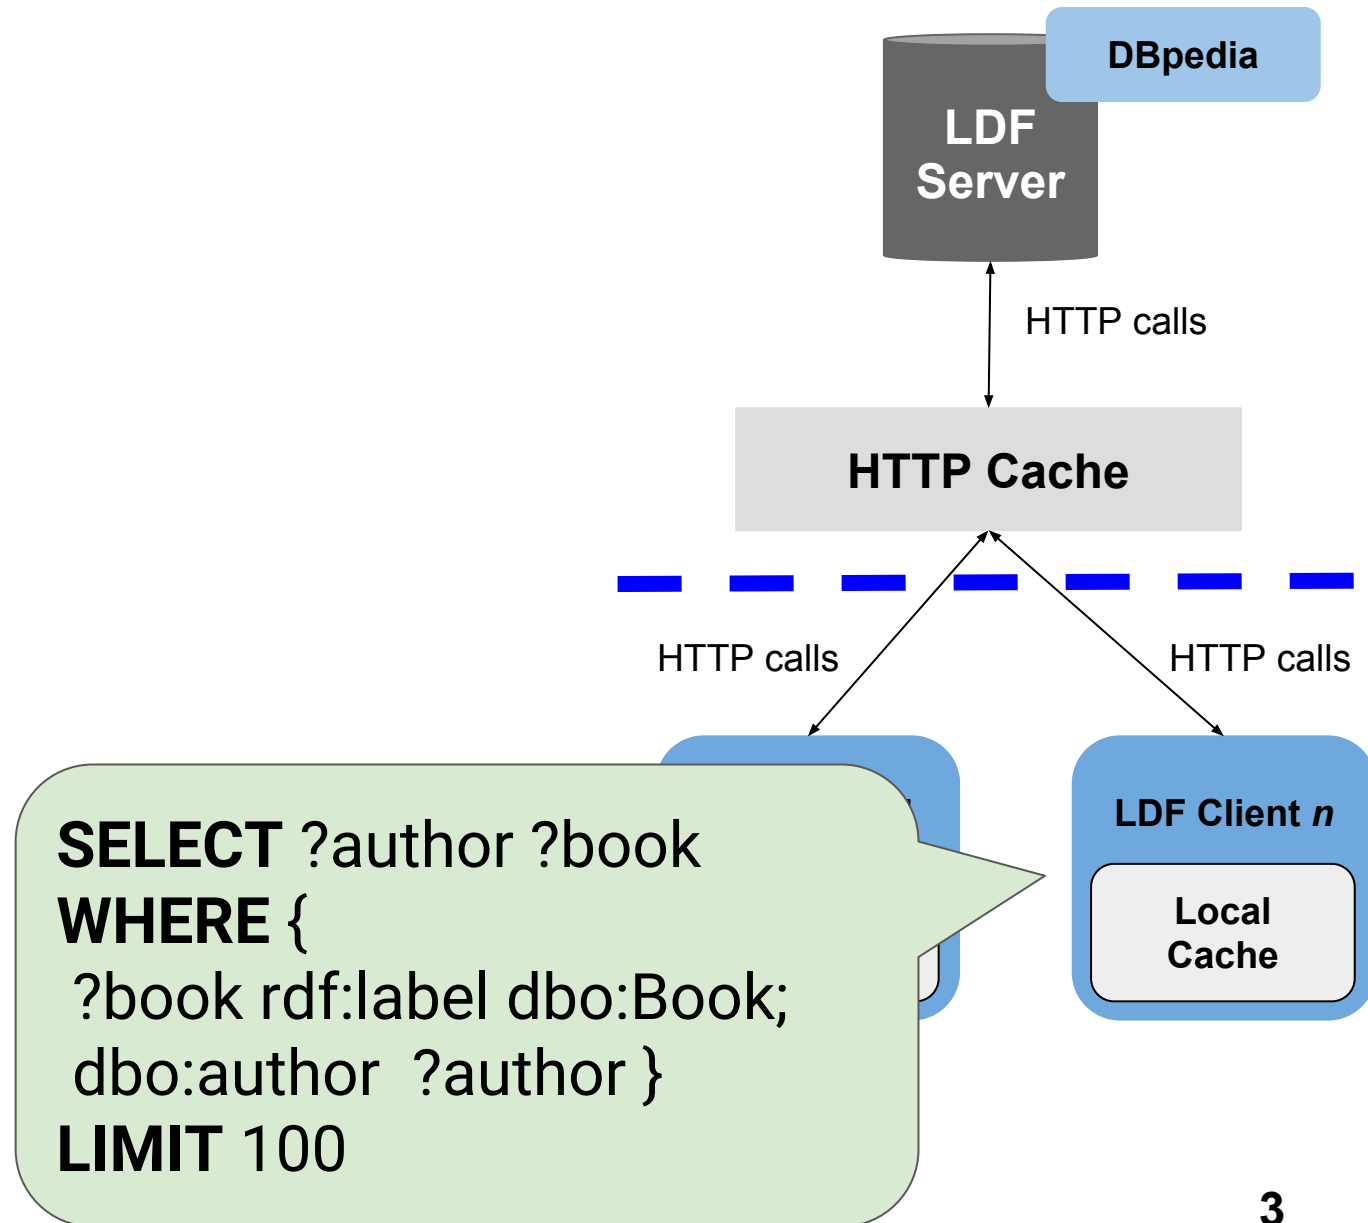 DBpedia
LDF
Server
HTTP calls
HTTP Cache
HTTP calls
HTTP calls
LDF Client n
Local
Cache
SELECT ?author ?book
WHERE {
?book rdf:label dbo:Book;
dbo:author ?author }
LIMIT 100
3